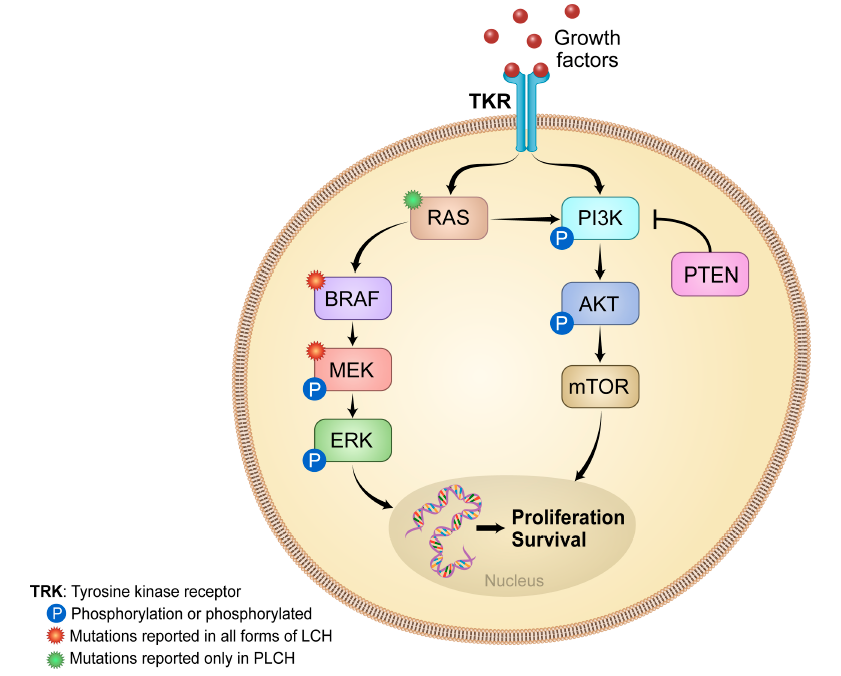 Growth
factors
TKR
RAS
PI3K
P
PTEN
BRAF
AKT
P
MEK
P
mTOR
ERK
P
Proliferation
Survival
Nucleus
TRK: Tyrosine kinase receptor
P Phosphorylation or phosphorylated
Mutations reported in all forms of LCH
Mutations reported only in PLCH